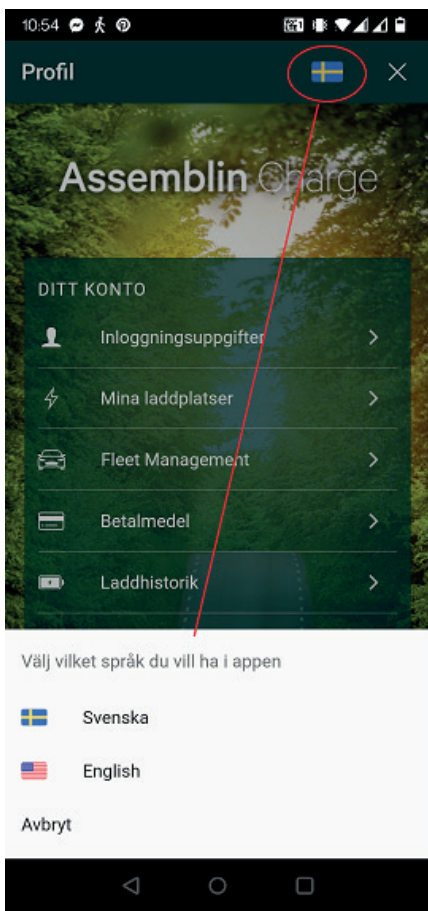 10:54
Profil
Assemblin Charge
DITT KONTO
Inloggningsuppgifter
Mina laddplatser
Fleet Management
Betalmedel
Laddhistorik
Välj vilket språk du vill ha i appen
Svenska
English
Avbryt